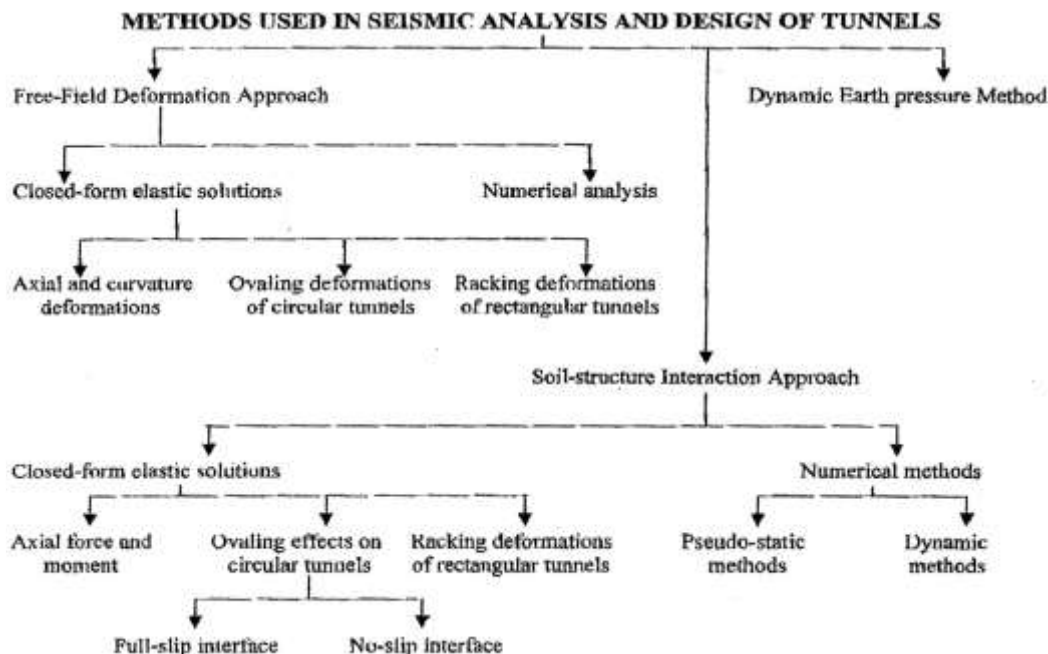 METHODS USED IN SEISMIC ANALYSIS AND DESIGN OF TUNNELS
Free-Field Deformation Approach
Dynamic Earth pressure Method
Closed-form elastic solutions
Numerical analysis
Axial and curvature
deformations
Ovaling deformations
of circular tunnels
Racking deformations
of rectangular tunnels
Soil-structure Interaction Approach
Closed-form elastic solutions
Numerical methods
Axial force and
moment
Ovaling effects on
circular tunnels
Racking deformations
of rectangular tunnels
Pseudo-static
methods
Dynamic
methods
Full-slip interface
No-slip interface